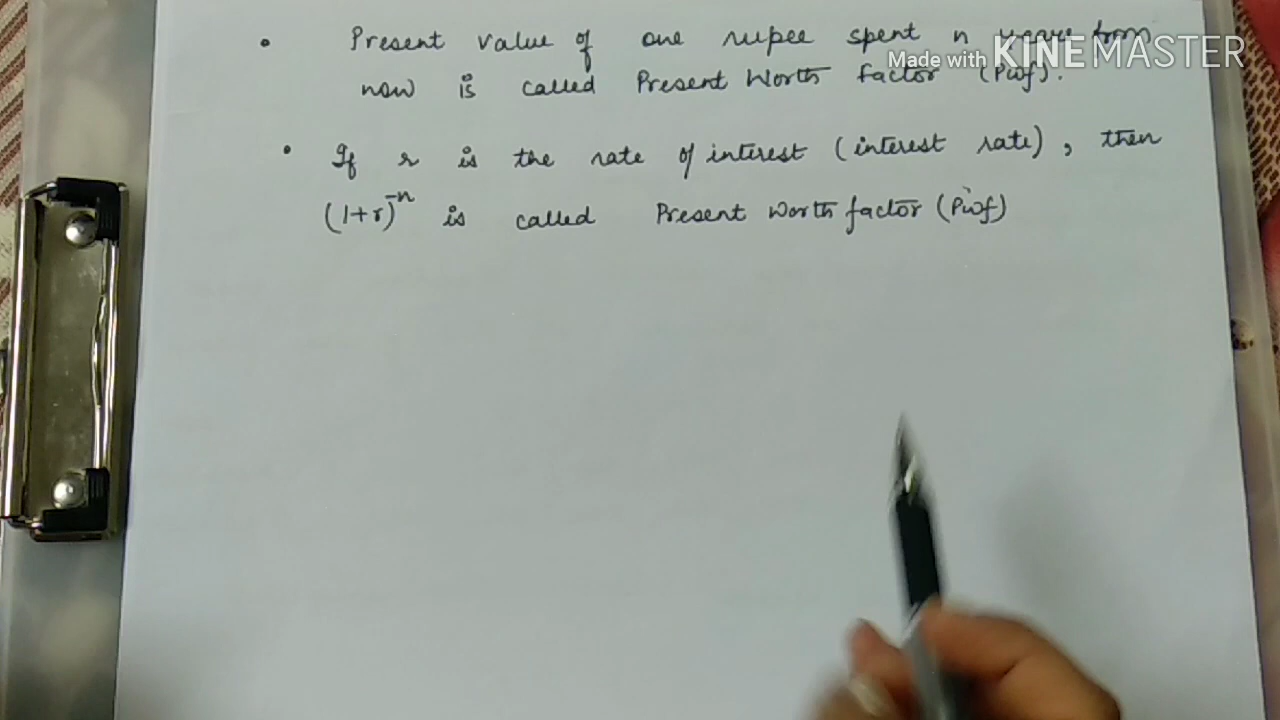 • Present value of one rupee spent n years from
Made with KINEMASTER
now is called Present Worth factor (Pwf).
• If r is the rate of interest (interest rate), then
(1+r)⁻ⁿ is called Present Worth factor (Pwf)